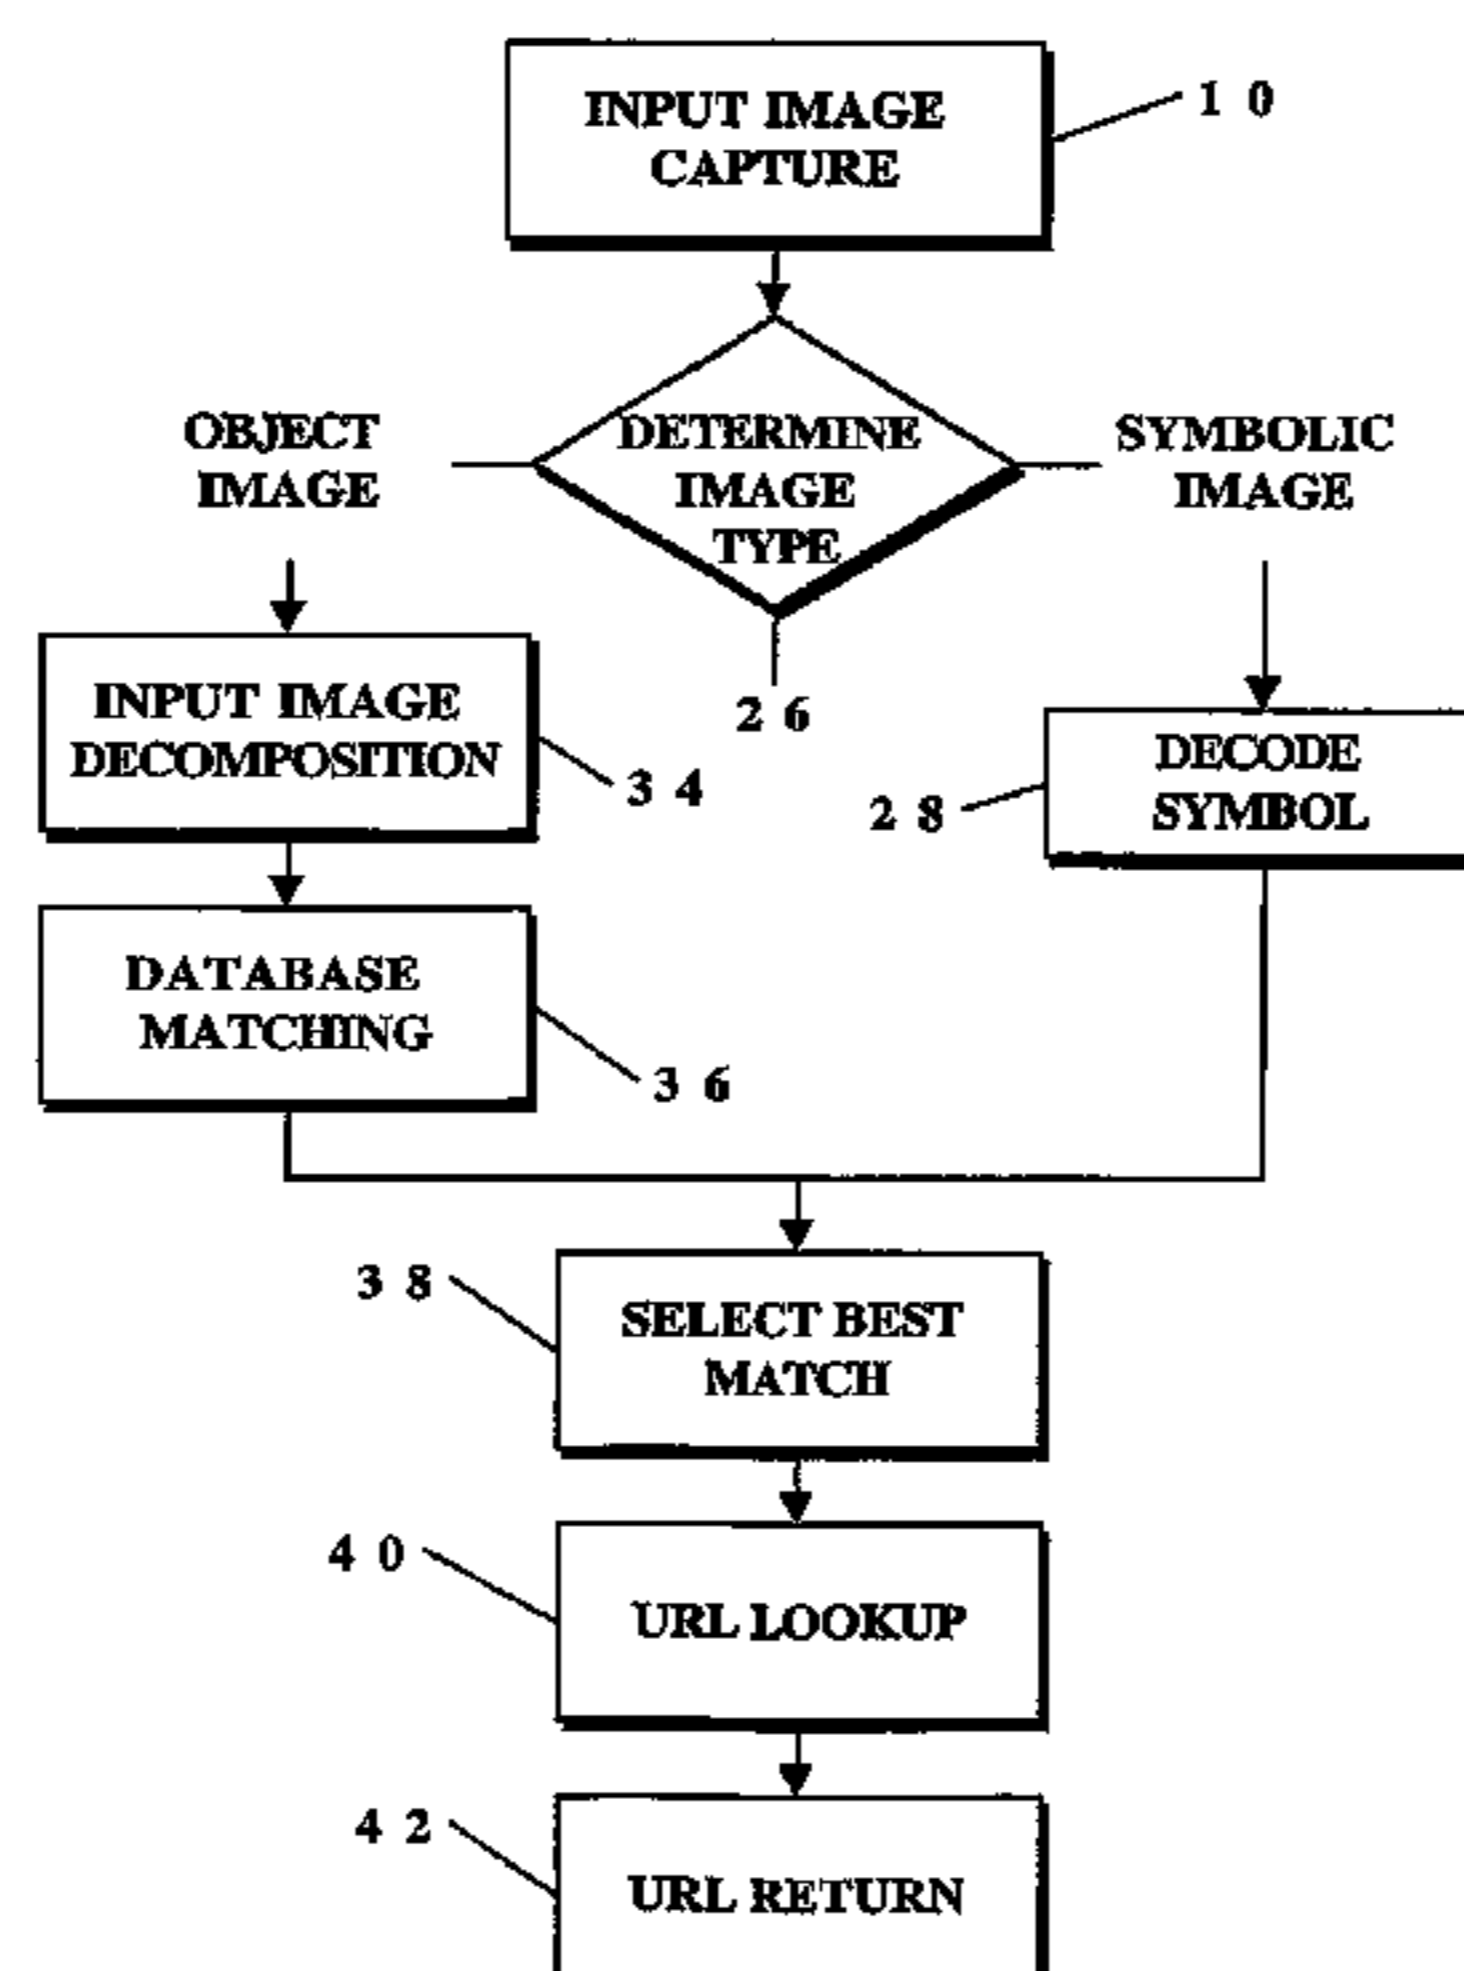 INPUT IMAGE
CAPTURE
1 0
OBJECT
IMAGE
DETERMINE
IMAGE
TYPE
SYMBOLIC
IMAGE
2 6
INPUT IMAGE
DECOMPOSITION
3 4
DECODE
SYMBOL
2 8
DATABASE
MATCHING
3 6
3 8
SELECT BEST
MATCH
4 0
URL LOOKUP
4 2
URL RETURN